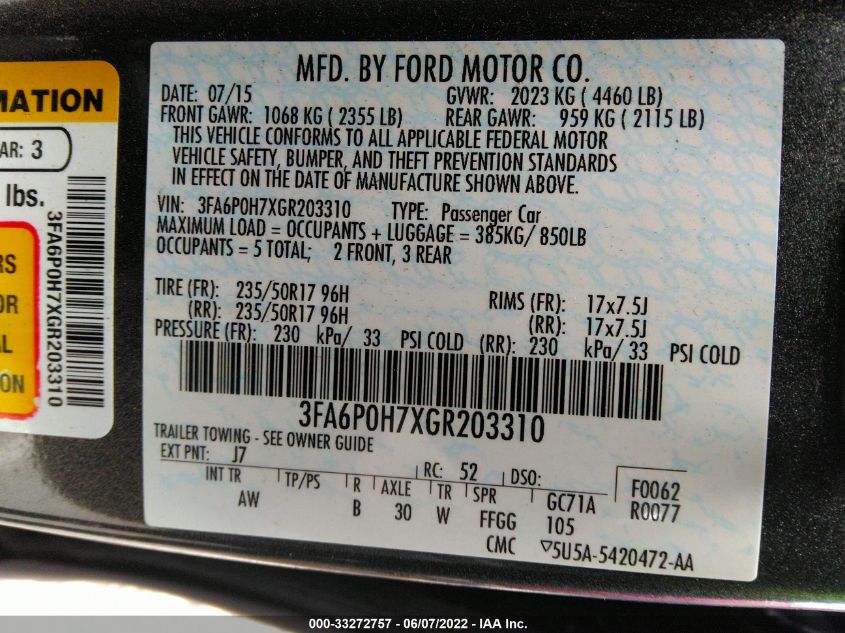 MATION
AR: 3
lbs.
RS
OR
AL
ON
3FA6P0H7XGR203310
MFD. BY FORD MOTOR CO.
DATE: 07/15 GVWR: 2023 KG ( 4460 LB)
FRONT GAWR: 1068 KG ( 2355 LB) REAR GAWR: 959 KG ( 2115 LB)
THIS VEHICLE CONFORMS TO ALL APPLICABLE FEDERAL MOTOR
VEHICLE SAFETY, BUMPER, AND THEFT PREVENTION STANDARDS
IN EFFECT ON THE DATE OF MANUFACTURE SHOWN ABOVE.
VIN: 3FA6P0H7XGR203310 TYPE: Passenger Car
MAXIMUM LOAD = OCCUPANTS + LUGGAGE = 385KG/ 850LB
OCCUPANTS = 5 TOTAL; 2 FRONT, 3 REAR
TIRE (FR): 235/50R17 96H RIMS (FR): 17x7.5J
(RR): 235/50R17 96H (RR): 17x7.5J
PRESSURE (FR): 230 kPa/ 33 PSI COLD (RR): 230 kPa/ 33 PSI COLD
3FA6P0H7XGR203310
TRAILER TOWING - SEE OWNER GUIDE
EXT PNT: J7 RC: 52 DSO: F0062
INT TR TP/PS R AXLE TR SPR GC71A R0077
AW B 30 W FFGG 105
CMC ▽5U5A-5420472-AA
000-33272757 - 06/07/2022 - IAA Inc.